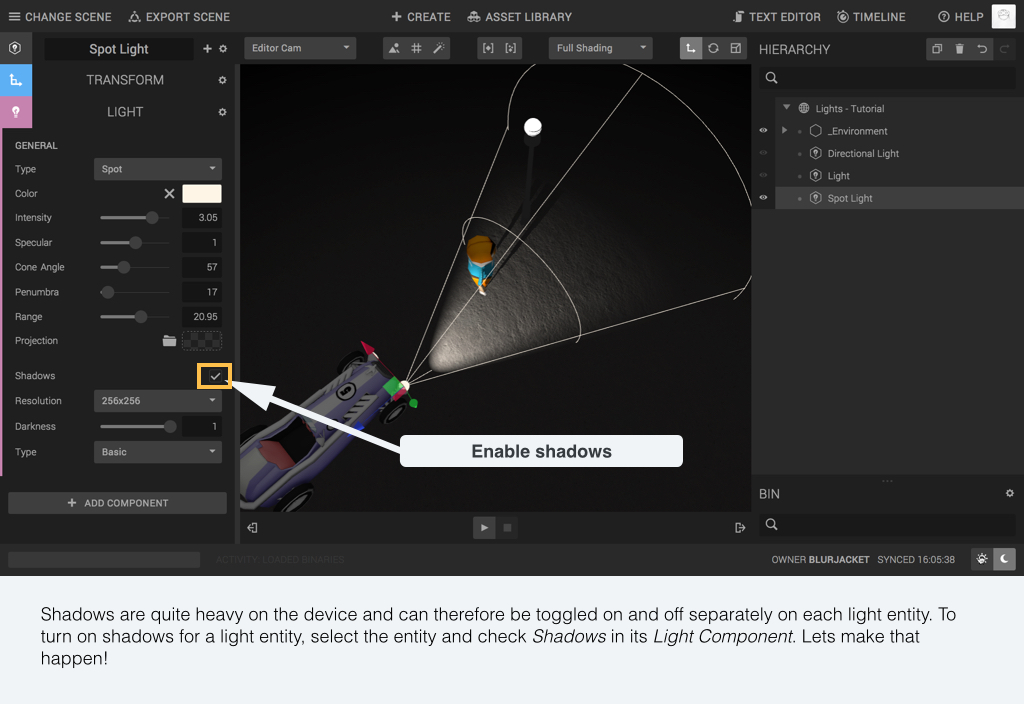 CHANGE SCENE
EXPORT SCENE
CREATE
ASSET LIBRARY
TEXT EDITOR
TIMELINE
HELP
Spot Light
Editor Cam
Full Shading
HIERARCHY
TRANSFORM
LIGHT
GENERAL
Type
Spot
Color
Intensity
3.05
Specular
1
Cone Angle
57
Penumbra
17
Range
20.95
Projection
Shadows
Resolution
256x256
Darkness
1
Type
Basic
ADD COMPONENT
Enable shadows
Lights - Tutorial
_Environment
Directional Light
Light
Spot Light
BIN
ACTIVITY: LOADED BINARIES
OWNER BLURJACKET SYNCED 16:05:38
Shadows are quite heavy on the device and can therefore be toggled on and off separately on each light entity. To
turn on shadows for a light entity, select the entity and check Shadows in its Light Component. Lets make that
happen!